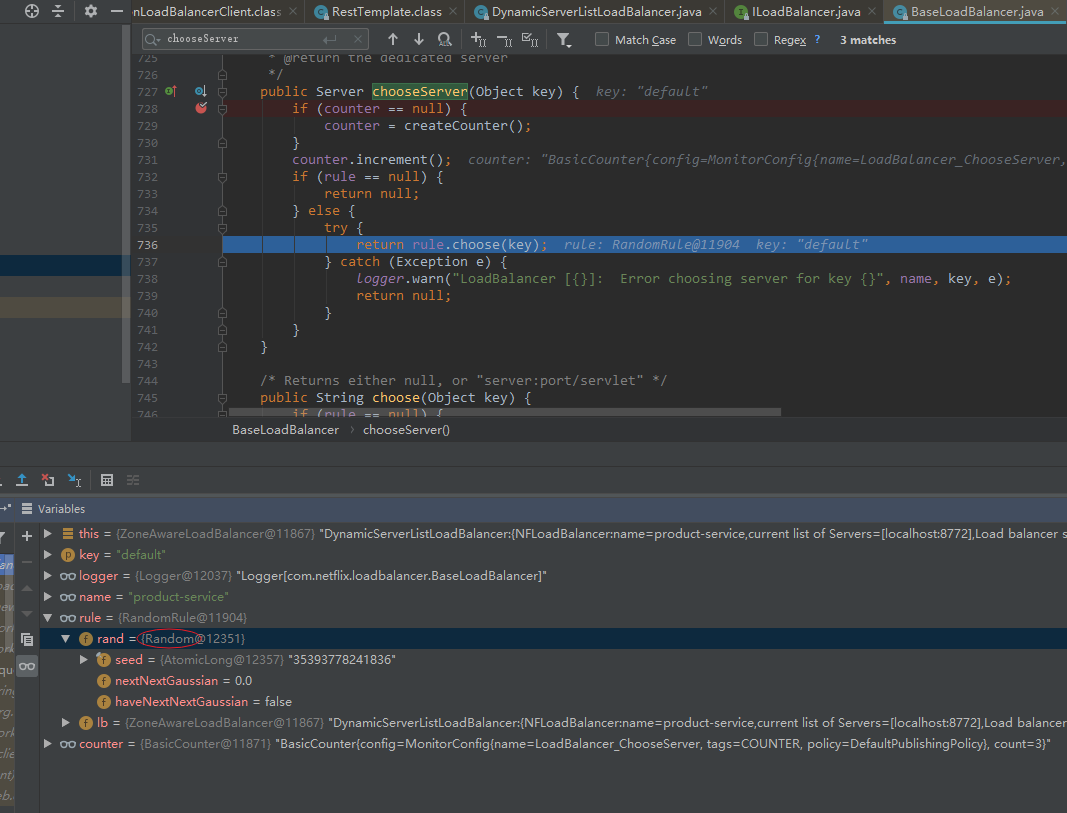 nLoadBalancerClient.class × RestTemplate.class × DynamicServerListLoadBalancer.java × ILoadBalancer.java × BaseLoadBalancer.java ×
chooseServer Match Case Words Regex ? 3 matches
725 * @return the dedicated server
726 */
727 public Server chooseServer(Object key) { key: "default"
728 if (counter == null) {
729 counter = createCounter();
730 }
731 counter.increment(); counter: "BasicCounter{config=MonitorConfig{name=LoadBalancer_ChooseServer,
732 if (rule == null) {
733 return null;
734 } else {
735 try {
736 return rule.choose(key); rule: RandomRule@11904 key: "default"
737 } catch (Exception e) {
738 logger.warn("LoadBalancer [{}]: Error choosing server for key {}", name, key, e);
739 return null;
740 }
741 }
742 }
743
744 /* Returns either null, or "server:port/servlet" */
745 public String choose(Object key) {
746 if (rule == null) {
BaseLoadBalancer › chooseServer()
Variables
this = {ZoneAwareLoadBalancer@11867} "DynamicServerListLoadBalancer:{NFLoadBalancer:name=product-service,current list of Servers=[localhost:8772],Load balancer s
key = "default"
logger = {Logger@12037} "Logger[com.netflix.loadbalancer.BaseLoadBalancer]"
name = "product-service"
rule = {RandomRule@11904}
rand = {Random@12351}
seed = {AtomicLong@12357} "35393778241836"
nextNextGaussian = 0.0
haveNextNextGaussian = false
lb = {ZoneAwareLoadBalancer@11867} "DynamicServerListLoadBalancer:{NFLoadBalancer:name=product-service,current list of Servers=[localhost:8772],Load balancer
counter = {BasicCounter@11871} "BasicCounter{config=MonitorConfig{name=LoadBalancer_ChooseServer, tags=COUNTER, policy=DefaultPublishingPolicy}, count=3}"